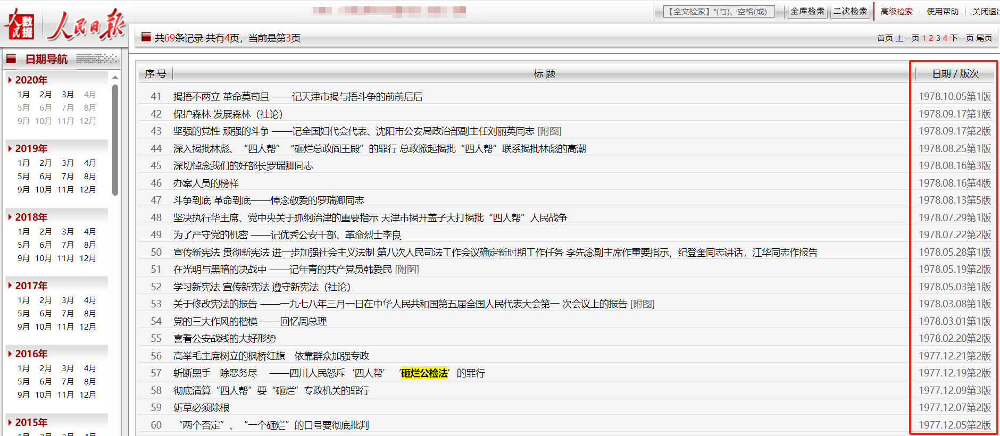 人民数据
人民日报
【全文检索】*(与)、空格(或)
全库检索
二次检索
高级检索
使用帮助
关闭退出
共69条记录 共有4页，当前是第3页
首页 上一页 1 2 3 4 下一页 尾页
日期导航
2020年
1月 2月 3月 4月
5月 6月 7月 8月
9月 10月 11月 12月
2019年
1月 2月 3月 4月
5月 6月 7月 8月
9月 10月 11月 12月
2018年
1月 2月 3月 4月
5月 6月 7月 8月
9月 10月 11月 12月
2017年
1月 2月 3月 4月
5月 6月 7月 8月
9月 10月 11月 12月
2016年
1月 2月 3月 4月
5月 6月 7月 8月
9月 10月 11月 12月
2015年
1月 2月 3月 4月
序 号 标 题 日期 / 版次
41 揭捂不两立 革命莫苟且 ——记天津市揭与捂斗争的前前后后 1978.10.05第1版
42 保护森林 发展森林（社论） 1978.09.17第1版
43 坚强的党性 顽强的斗争 ——记全国妇代会代表、沈阳市公安局政治部副主任刘丽英同志 [附图] 1978.09.17第2版
44 深入揭批林彪、“四人帮”“砸烂总政阎王殿”的罪行 总政掀起揭批“四人帮”联系揭批林彪的高潮 1978.08.25第1版
45 深切悼念我们的好部长罗瑞卿同志 1978.08.16第3版
46 办案人员的榜样 1978.08.16第4版
47 斗争到底 革命到底——悼念敬爱的罗瑞卿同志 1978.08.13第5版
48 坚决执行华主席、党中央关于抓纲治津的重要指示 天津市揭开盖子大打揭批“四人帮”人民战争 1978.07.29第1版
49 为了严守党的机密 ——记优秀公安干部、革命烈士李良 1978.07.22第2版
50 宣传新宪法 贯彻新宪法 进一步加强社会主义法制 第八次人民司法工作会议确定新时期工作任务 李先念副主席作重要指示，纪登奎同志讲话，江华同志作报告 1978.05.28第1版
51 在光明与黑暗的决战中 ——记年青的共产党员韩爱民 [附图] 1978.05.19第2版
52 学习新宪法 宣传新宪法 遵守新宪法（社论） 1978.05.03第1版
53 关于修改宪法的报告 ——一九七八年三月一日在中华人民共和国第五届全国人民代表大会第一 次会议上的报告 [附图] 1978.03.08第1版
54 党的三大作风的楷模 ——回忆周总理 1978.03.01第1版
55 喜看公安战线的大好形势 1978.02.20第2版
56 高举毛主席树立的枫桥红旗　依靠群众加强专政 1977.12.21第2版
57 斩断黑手　除恶务尽　——四川人民怒斥‘四人帮’‘砸烂公检法’的罪行 1977.12.19第2版
58 彻底清算“四人帮”要“砸烂”专政机关的罪行 1977.12.09第3版
59 斩草必须除根 1977.12.07第2版
60 “两个否定”、“一个砸烂”的口号要彻底批判 1977.12.05第2版